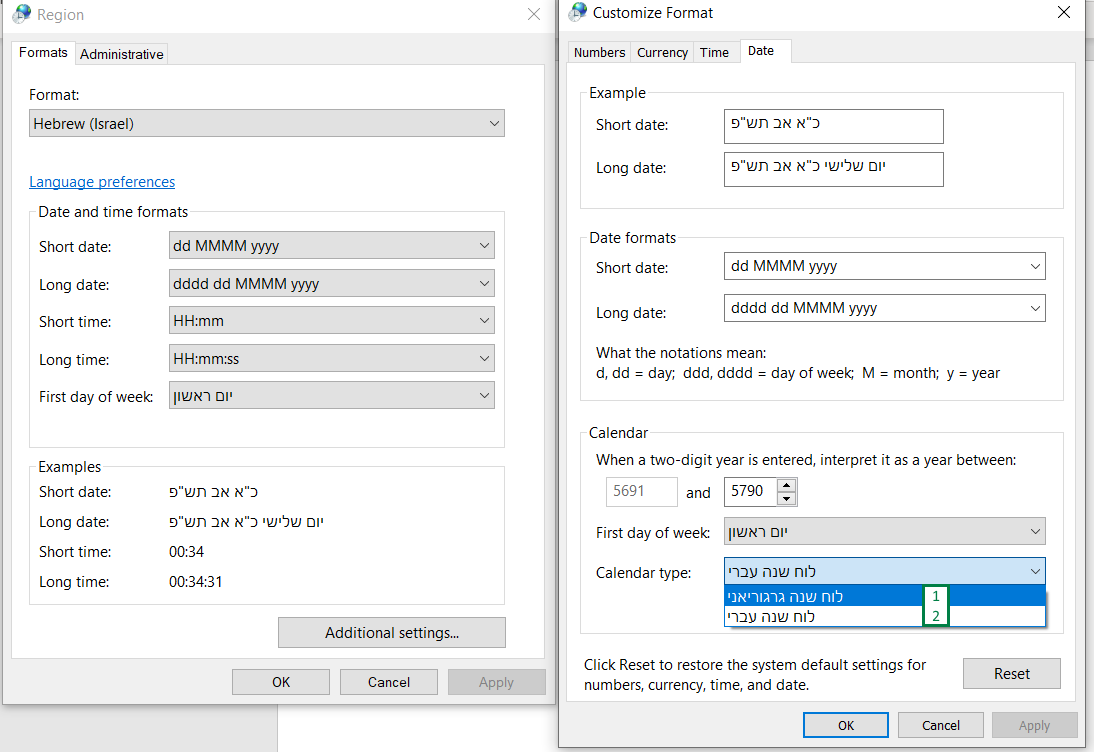 Region
Formats
Administrative
Format:
Hebrew (Israel)
Language preferences
Date and time formats
Short date:
dd MMMM yyyy
Long date:
dddd dd MMMM yyyy
Short time:
HH:mm
Long time:
HH:mm:ss
First day of week:
יום ראשון
Examples
Short date:
כ"א אב תש"פ
Long date:
יום שלישי כ"א אב תש"פ
Short time:
00:34
Long time:
00:34:31
Additional settings...
OK
Cancel
Apply
Customize Format
Numbers
Currency
Time
Date
Example
Short date:
כ"א אב תש"פ
Long date:
יום שלישי כ"א אב תש"פ
Date formats
Short date:
dd MMMM yyyy
Long date:
dddd dd MMMM yyyy
What the notations mean:
d, dd = day; ddd, dddd = day of week; M = month; y = year
Calendar
When a two-digit year is entered, interpret it as a year between:
5691
and
5790
First day of week:
יום ראשון
Calendar type:
לוח שנה עברי
לוח שנה גרגוריאני
1
לוח שנה עברי
2
Click Reset to restore the system default settings for
numbers, currency, time, and date.
Reset
OK
Cancel
Apply